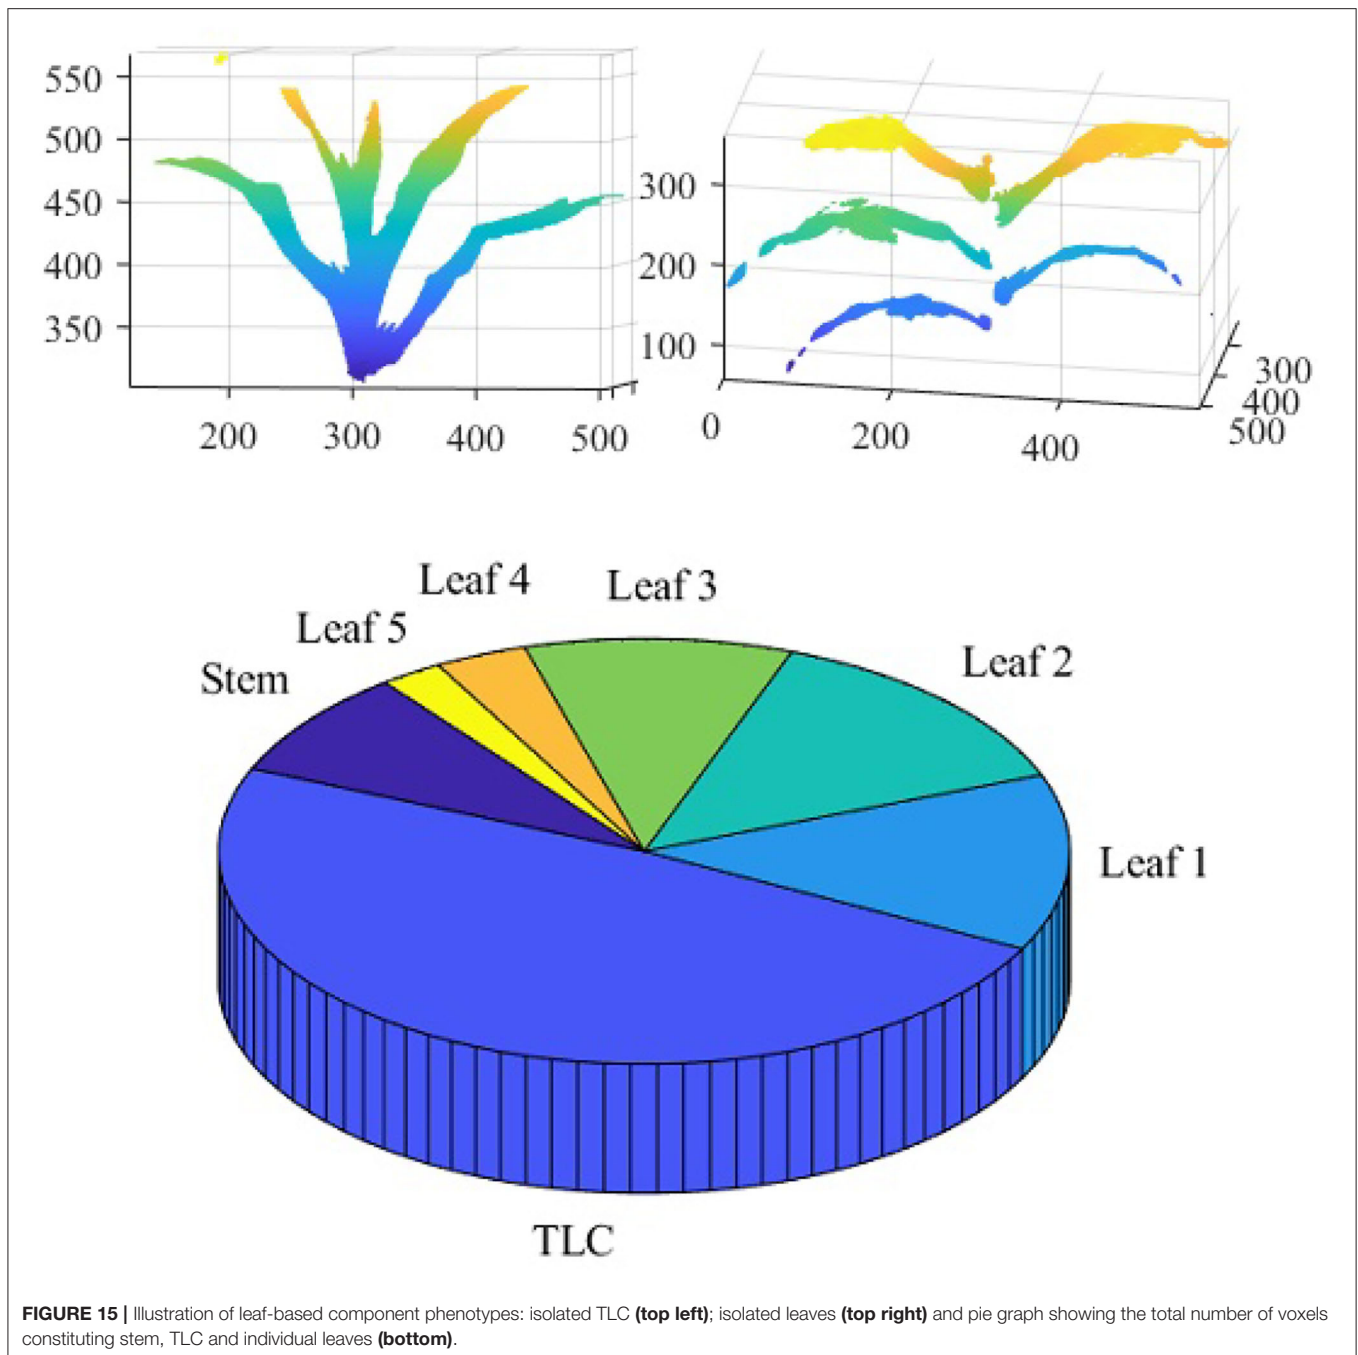 550
500
450
400
350
200
300
400
500
300
200
100
0
200
400
300
400
500
Leaf 4
Leaf 3
Leaf 5
Leaf 2
Stem
Leaf 1
TLC
FIGURE 15 | Illustration of leaf-based component phenotypes: isolated TLC (top left); isolated leaves (top right) and pie graph showing the total number of voxels
constituting stem, TLC and individual leaves (bottom).